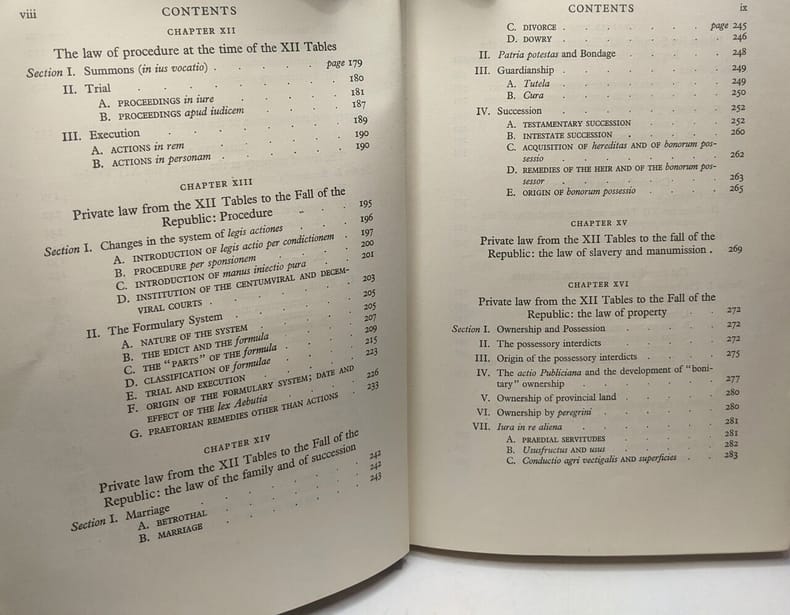 viii CONTENTS
CHAPTER XII
The law of procedure at the time of the XII Tables
Section I. Summons (in ius vocatio) . page 179
II. Trial 180
A. PROCEEDINGS in iure 181
B. PROCEEDINGS apud iudicem 187
III. Execution 189
A. ACTIONS in rem 190
B. ACTIONS in personam 190
CHAPTER XIII
Private law from the XII Tables to the Fall of the
Republic: Procedure 195
Section I. Changes in the system of legis actiones 196
A. INTRODUCTION OF legis actio per condictionem 197
B. PROCEDURE per sponsionem 200
C. INTRODUCTION OF manus iniectio pura 201
D. INSTITUTION OF THE CENTUMVIRAL AND DECEM-
VIRAL COURTS 203
II. The Formulary System 205
A. NATURE OF THE SYSTEM 205
B. THE EDICT AND THE formula 207
C. THE "PARTS" OF THE formula 209
D. CLASSIFICATION OF formulae 215
E. TRIAL AND EXECUTION 223
F. ORIGIN OF THE FORMULARY SYSTEM; DATE AND
EFFECT OF THE lex Aebutia 226
G. PRAETORIAN REMEDIES OTHER THAN ACTIONS 233
CHAPTER XIV
Private law from the XII Tables to the Fall of the
Republic: the law of the family and of succession 242
Section I. Marriage 242
A. BETROTHAL 243
B. MARRIAGE
CONTENTS ix
C. DIVORCE page 245
D. DOWRY 246
II. Patria potestas and Bondage 248
III. Guardianship 249
A. Tutela 249
B. Cura 250
IV. Succession 252
A. TESTAMENTARY SUCCESSION 252
B. INTESTATE SUCCESSION 260
C. ACQUISITION OF hereditas AND OF bonorum pos-
sessio 262
D. REMEDIES OF THE HEIR AND OF THE bonorum pos-
sessor 263
E. ORIGIN OF bonorum possessio 265
CHAPTER XV
Private law from the XII Tables to the fall of the
Republic: the law of slavery and manumission . 269
CHAPTER XVI
Private law from the XII Tables to the Fall of the
Republic: the law of property 272
Section I. Ownership and Possession 272
II. The possessory interdicts 272
III. Origin of the possessory interdicts 275
IV. The actio Publiciana and the development of "boni-
tary" ownership 277
V. Ownership of provincial land 280
VI. Ownership by peregrini 280
VII. Iura in re aliena 281
A. PRAEDIAL SERVITUDES 281
B. Usufructus AND usus 282
C. Conductio agri vectigalis AND superficies 283